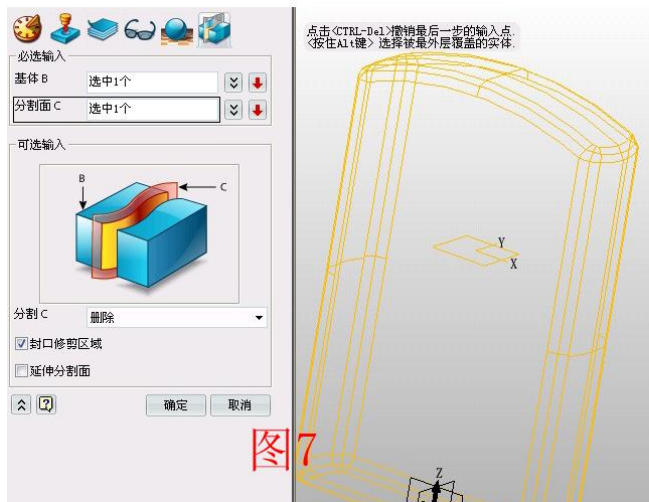 必选输入
基体 B
选中1个
分割面 C
选中1个
可选输入
B
C
分割 C
删除
封口修剪区域
延伸分割面
确定
取消
图7
点击<CTRL-Del>撤销最后一步的输入点.
<按住Alt键> 选择被最外层覆盖的实体.
Y
X
Z